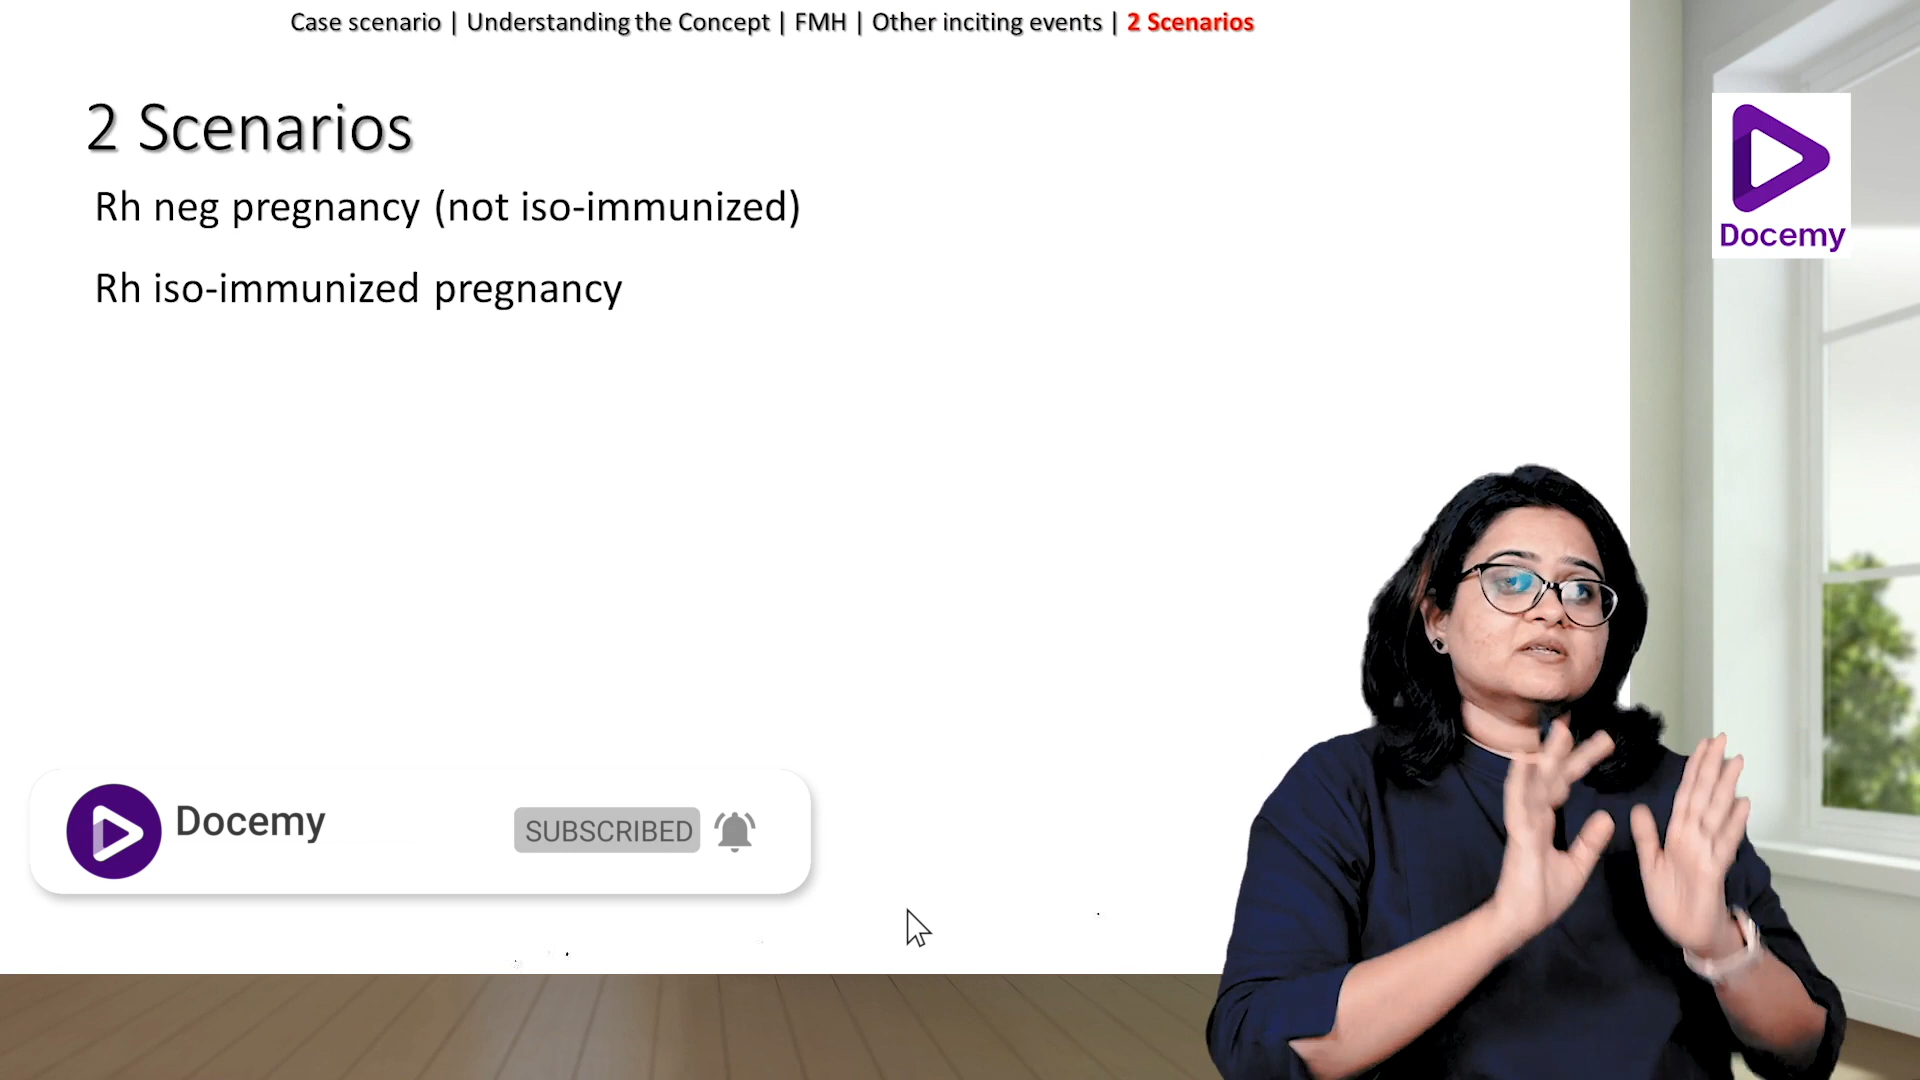 Case scenario | Understanding the Concept | FMH | Other inciting events | 2 Scenarios
2 Scenarios
Rh neg pregnancy (not iso-immunized)
Rh iso-immunized pregnancy
Docemy
Docemy
SUBSCRIBED